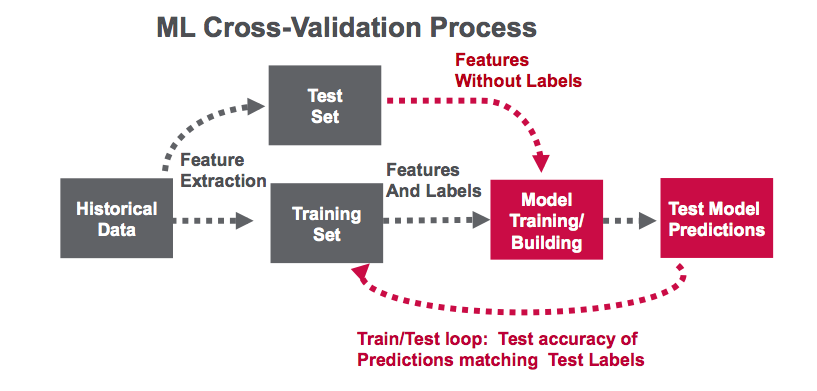 ML Cross-Validation Process
Features
Without Labels
Test
Set
Feature
Extraction
Features
And Labels
Historical
Data
Training
Set
Model
Training/
Building
Test Model
Predictions
Train/Test loop:  Test accuracy of
Predictions matching  Test Labels